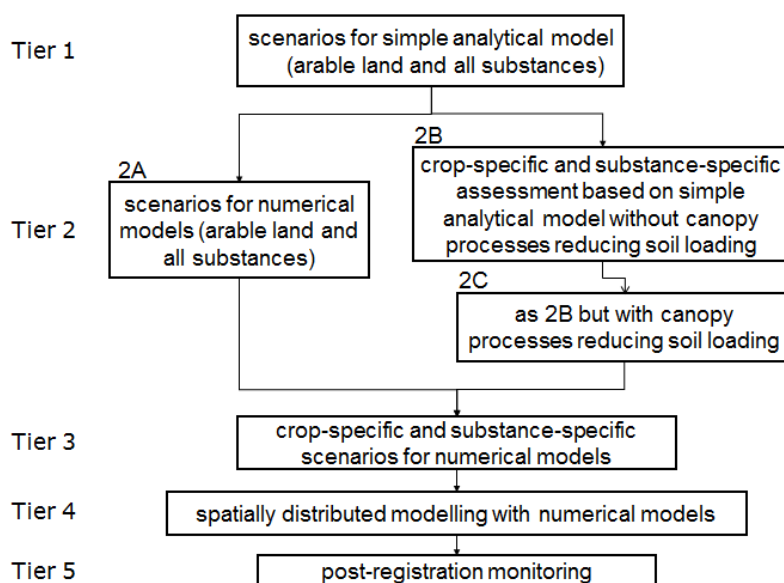 Tier 1
scenarios for simple analytical model
(arable land and all substances)
Tier 2
2A
scenarios for numerical
models (arable land and
all substances)
2B
crop-specific and substance-specific
assessment based on simple
analytical model without canopy
processes reducing soil loading
2C
as 2B but with canopy
processes reducing soil loading
Tier 3
crop-specific and substance-specific
scenarios for numerical models
Tier 4
spatially distributed modelling with numerical models
Tier 5
post-registration monitoring